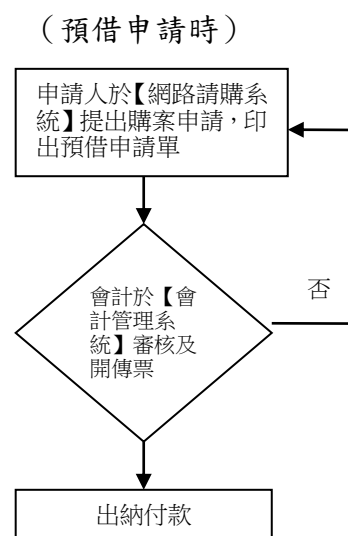 （預借申請時）
申請人於【網路請購系
統】提出購案申請，印
出預借申請單
會計於【會
計管理系
統】審核及
開傳票
否
出納付款